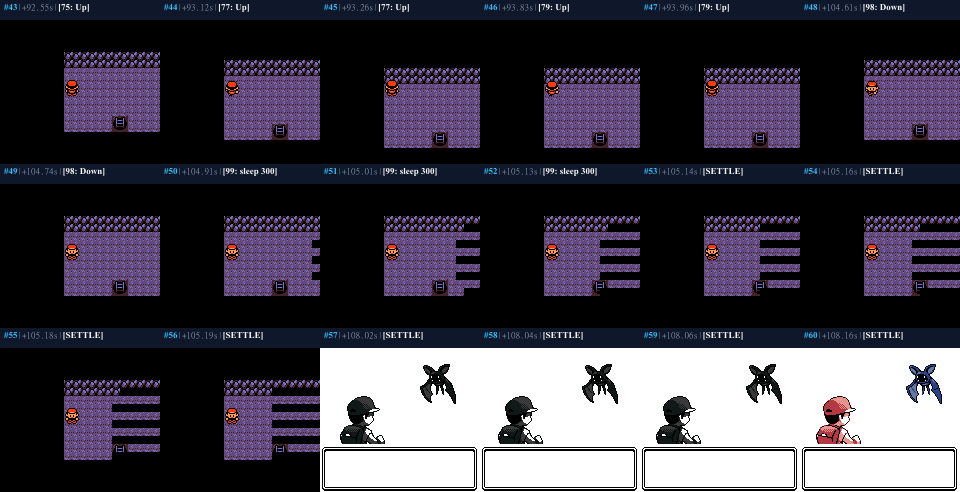 #43|+92.55s|[75: Up]
#44|+93.12s|[77: Up]
#45|+93.26s|[77: Up]
#46|+93.83s|[79: Up]
#47|+93.96s|[79: Up]
#48|+104.61s|[98: Down]
#49|+104.74s|[98: Down]
#50|+104.91s|[99: sleep 300]
#51|+105.01s|[99: sleep 300]
#52|+105.13s|[99: sleep 300]
#53|+105.14s|[SETTLE]
#54|+105.16s|[SETTLE]
#55|+105.18s|[SETTLE]
#56|+105.19s|[SETTLE]
#57|+108.02s|[SETTLE]
#58|+108.04s|[SETTLE]
#59|+108.06s|[SETTLE]
#60|+108.16s|[SETTLE]